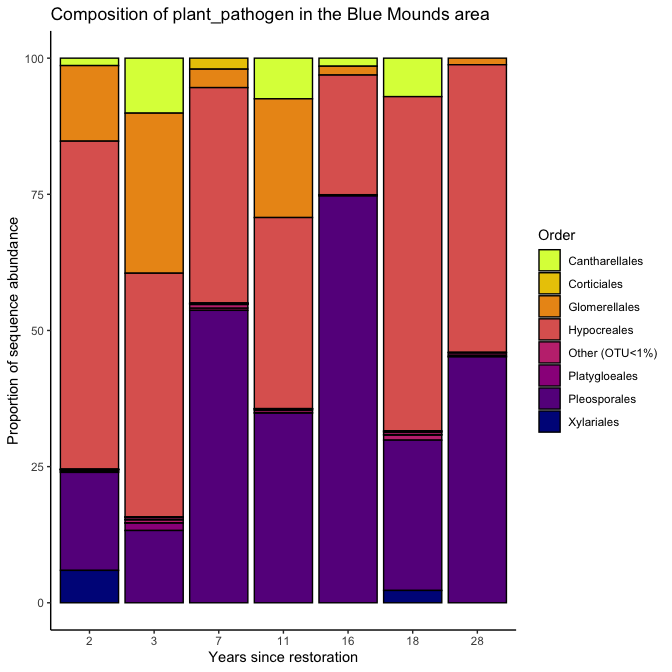 Composition of plant_pathogen in the Blue Mounds area
Proportion of sequence abundance
100
75
50
25
0
2 3 7 11 16 18 28
Years since restoration
Order
Cantharellales
Corticiales
Glomerellales
Hypocreales
Other (OTU<1%)
Platygloeales
Pleosporales
Xylariales